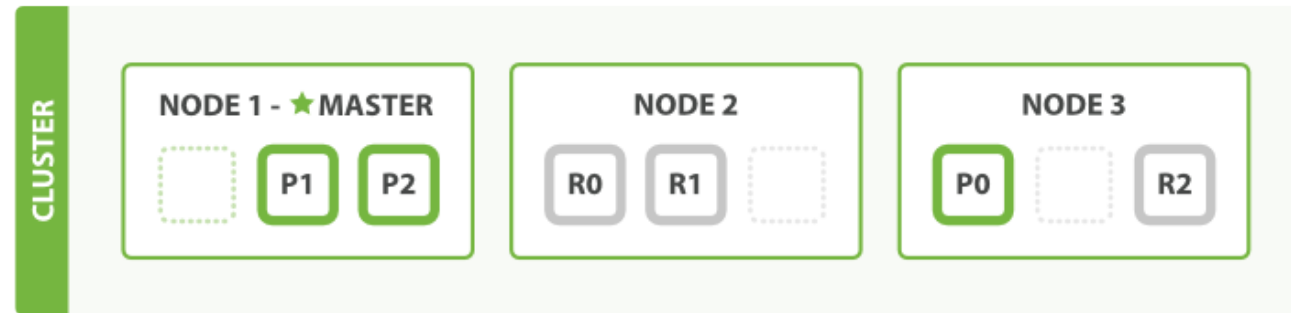 CLUSTER
NODE 1 - ★ MASTER
P1
P2
NODE 2
R0
R1
NODE 3
P0
R2